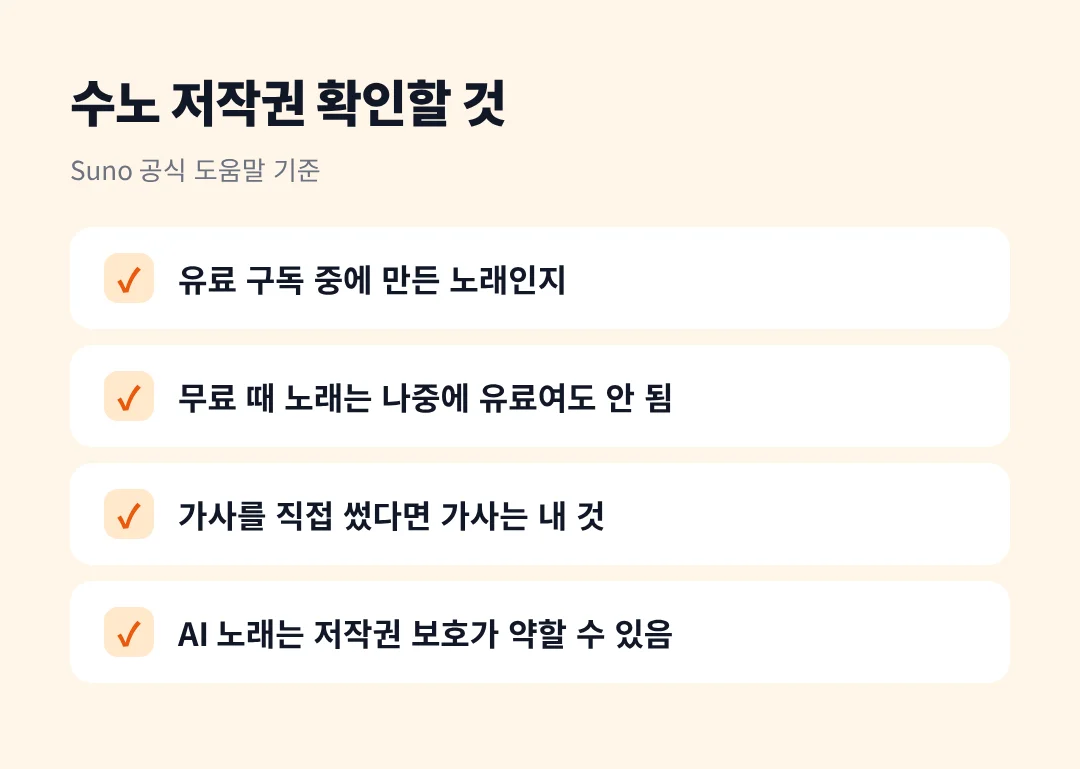 수노 저작권 확인할 것
Suno 공식 도움말 기준
✓ 유료 구독 중에 만든 노래인지
✓ 무료 때 노래는 나중에 유료여도 안 됨
✓ 가사를 직접 썼다면 가사는 내 것
✓ AI 노래는 저작권 보호가 약할 수 있음